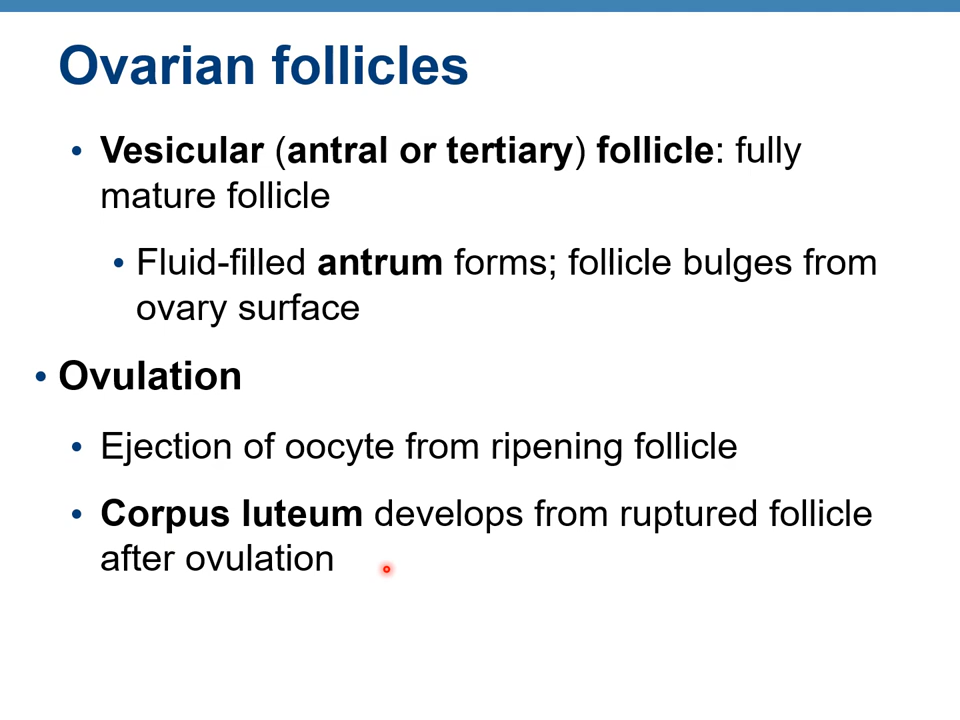 Ovarian follicles
• Vesicular (antral or tertiary) follicle: fully
mature follicle
• Fluid-filled antrum forms; follicle bulges from
ovary surface
• Ovulation
• Ejection of oocyte from ripening follicle
• Corpus luteum develops from ruptured follicle
after ovulation